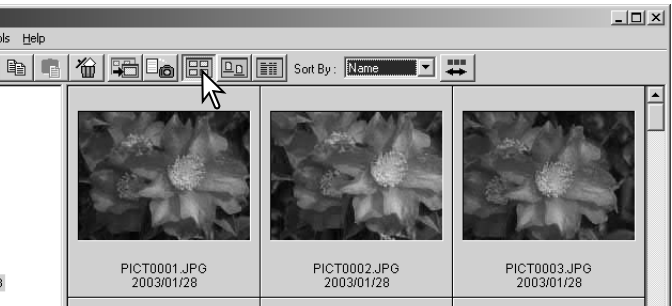 ols Help
Sort By : Name
PICT0001.JPG PICT0002.JPG PICT0003.JPG
2003/01/28 2003/01/28 2003/01/28